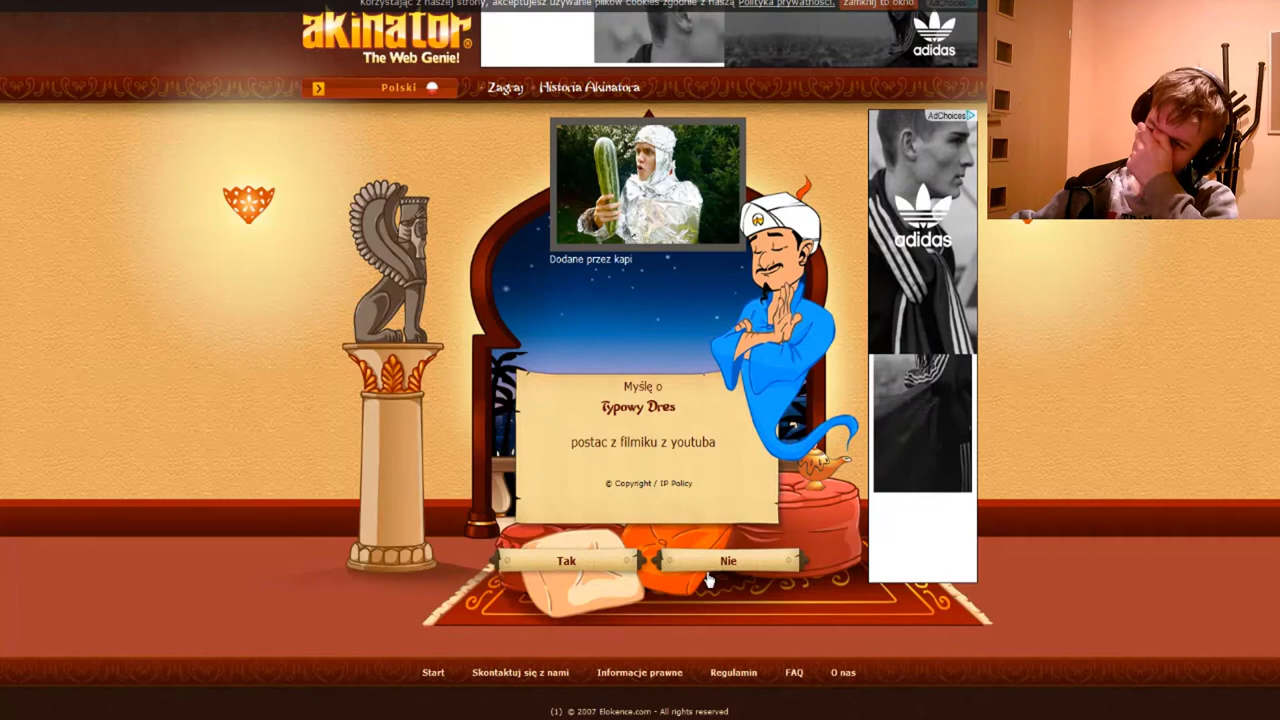 Korzystając z naszej strony, akceptujesz używanie plików cookies zgodnie z naszą Polityka prywatności. zamknij to okno
akinator®
The Web Genie!
adidas
Polski
Zagraj
Historia Akinatora
AdChoices
adidas
Dodane przez kapi
Myślę o
Typowy Dres
postac z filmiku z youtuba
© Copyright / IP Policy
Tak
Nie
Start Skontaktuj się z nami Informacje prawne Regulamin FAQ O nas
(1) © 2007 Elokence.com - All rights reserved